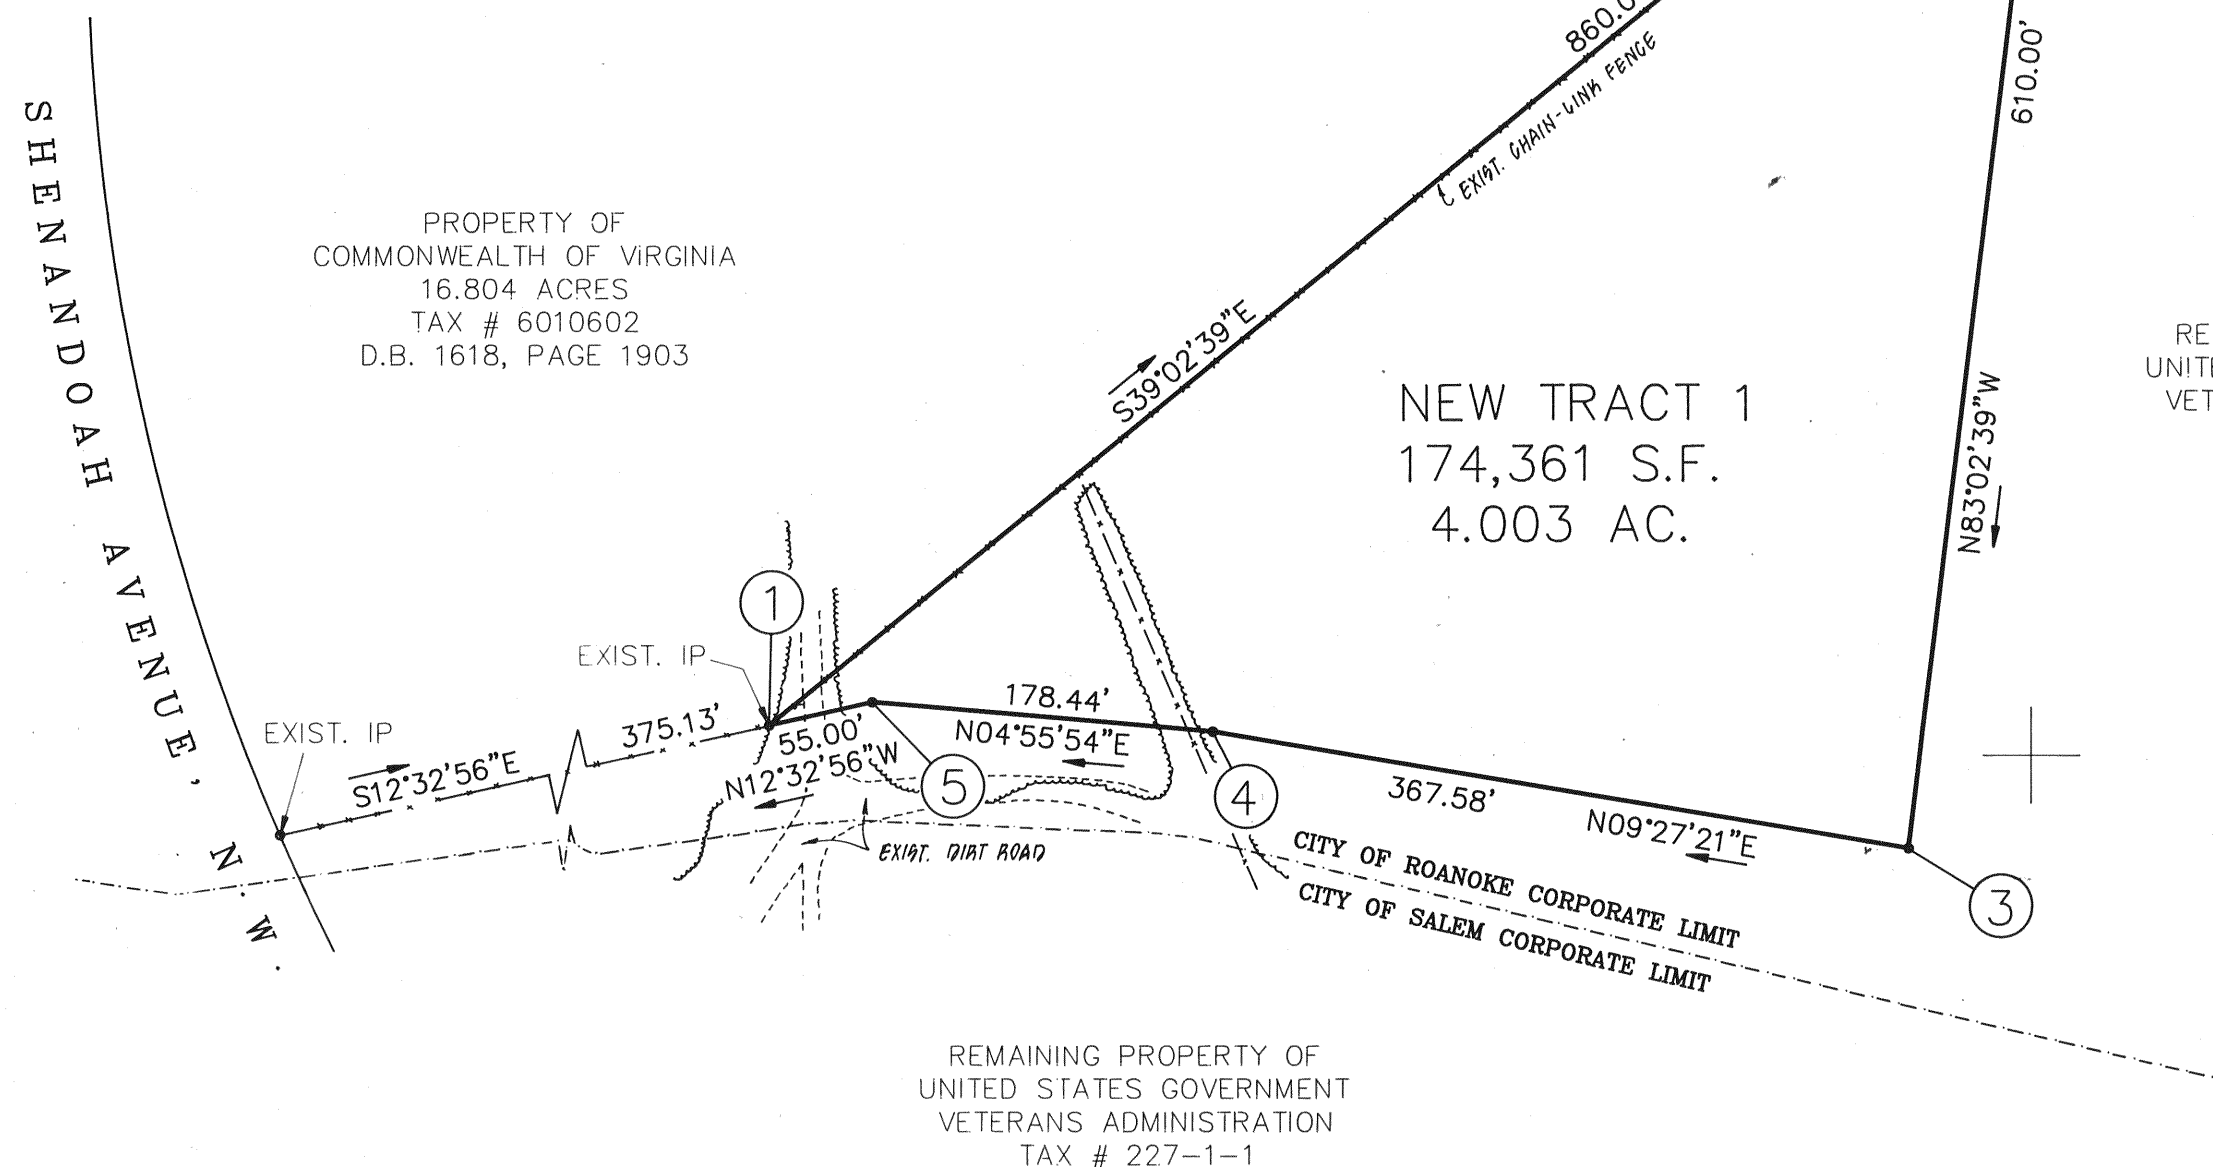 SHENANDOAH AVENUE, N.W.
PROPERTY OF
COMMONWEALTH OF VIRGINIA
16.804 ACRES
TAX # 6010602
D.B. 1618, PAGE 1903
860.0
EXIST. CHAIN-LINK FENCE
610.00'
S39°02'39"E
NEW TRACT 1
174,361 S.F.
4.003 AC.
N83°02'39"W
RE
UNITE
VET
1
EXIST. IP
EXIST. IP
S12°32'56"E
375.13'
55.00'
N12°32'56"W
178.44'
N04°55'54"E
5
4
367.58'
N09°27'21"E
3
EXIST. DIRT ROAD
CITY OF ROANOKE CORPORATE LIMIT
CITY OF SALEM CORPORATE LIMIT
REMAINING PROPERTY OF
UNITED STATES GOVERNMENT
VETERANS ADMINISTRATION
TAX # 227-1-1